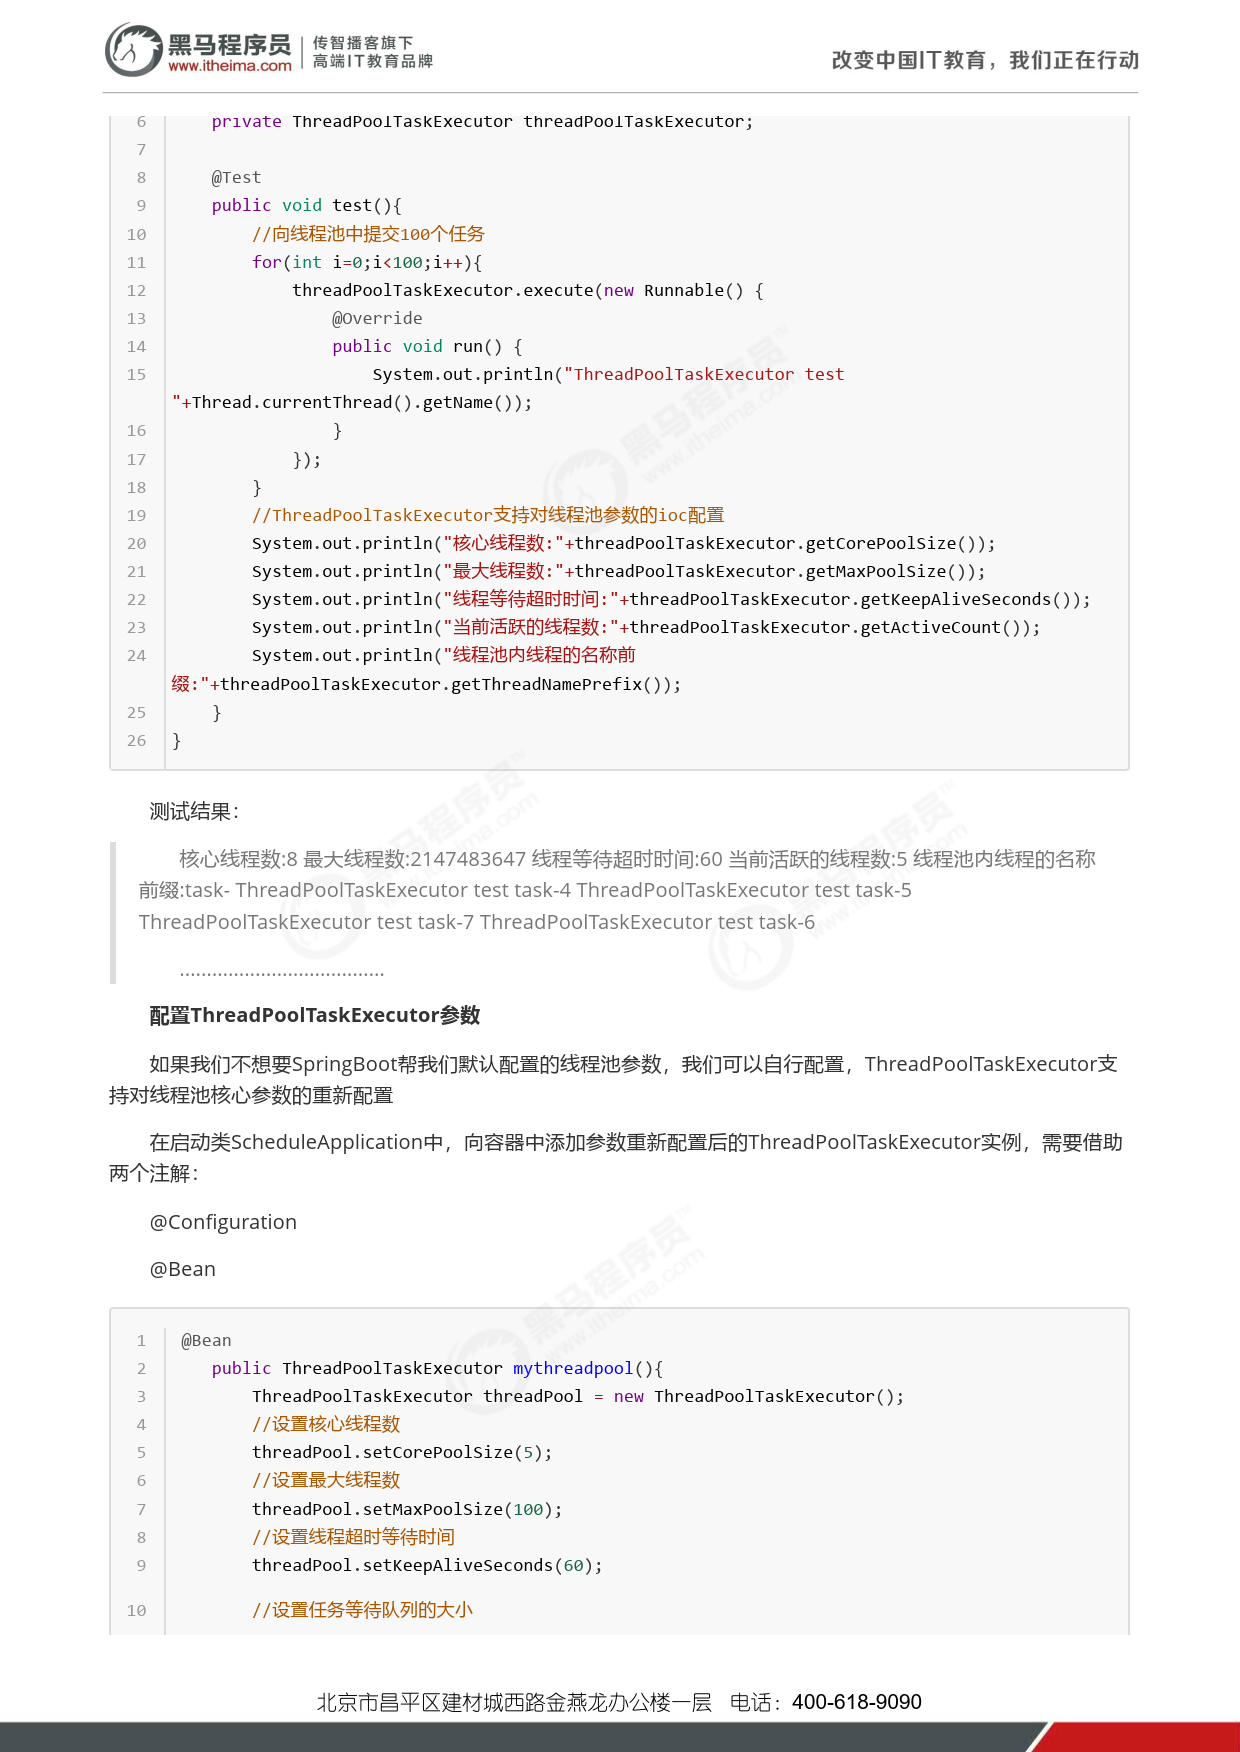 黑马程序员 传智播客旗下
www.itheima.com 高端IT教育品牌
改变中国IT教育，我们正在行动
6     private ThreadPoolTaskExecutor threadPoolTaskExecutor;
7
8     @Test
9     public void test(){
10         //向线程池中提交100个任务
11         for(int i=0;i<100;i++){
12             threadPoolTaskExecutor.execute(new Runnable() {
13                 @Override
14                 public void run() {
15                     System.out.println("ThreadPoolTaskExecutor test
"+Thread.currentThread().getName());
16                 }
17             });
18         }
19         //ThreadPoolTaskExecutor支持对线程池参数的ioc配置
20         System.out.println("核心线程数:"+threadPoolTaskExecutor.getCorePoolSize());
21         System.out.println("最大线程数:"+threadPoolTaskExecutor.getMaxPoolSize());
22         System.out.println("线程等待超时时间:"+threadPoolTaskExecutor.getKeepAliveSeconds());
23         System.out.println("当前活跃的线程数:"+threadPoolTaskExecutor.getActiveCount());
24         System.out.println("线程池内线程的名称前
缀:"+threadPoolTaskExecutor.getThreadNamePrefix());
25     }
26 }
测试结果：
核心线程数:8 最大线程数:2147483647 线程等待超时时间:60 当前活跃的线程数:5 线程池内线程的名称
前缀:task- ThreadPoolTaskExecutor test task-4 ThreadPoolTaskExecutor test task-5
ThreadPoolTaskExecutor test task-7 ThreadPoolTaskExecutor test task-6
......................................
配置ThreadPoolTaskExecutor参数
如果我们不想要SpringBoot帮我们默认配置的线程池参数，我们可以自行配置，ThreadPoolTaskExecutor支
持对线程池核心参数的重新配置
在启动类ScheduleApplication中，向容器中添加参数重新配置后的ThreadPoolTaskExecutor实例，需要借助
两个注解：
@Configuration
@Bean
1  @Bean
2     public ThreadPoolTaskExecutor mythreadpool(){
3         ThreadPoolTaskExecutor threadPool = new ThreadPoolTaskExecutor();
4         //设置核心线程数
5         threadPool.setCorePoolSize(5);
6         //设置最大线程数
7         threadPool.setMaxPoolSize(100);
8         //设置线程超时等待时间
9         threadPool.setKeepAliveSeconds(60);
10         //设置任务等待队列的大小
北京市昌平区建材城西路金燕龙办公楼一层 电话：400-618-9090